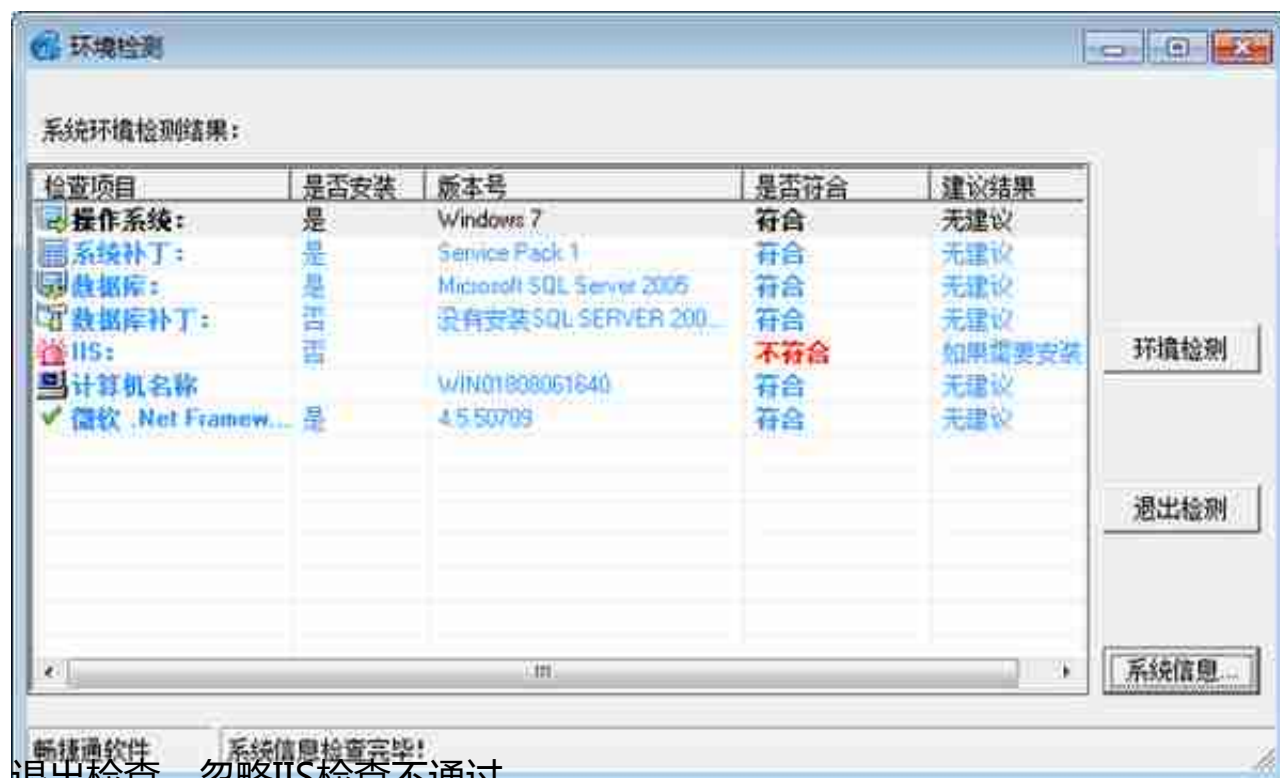 环境检测
系统环境检测结果：
检查项目 是否安装 版本号 是否符合 建议结果
操作系统： 是 Windows 7 符合 无建议
系统补丁： 是 Service Pack 1 符合 无建议
数据库： 是 Microsoft SQL Server 2005 符合 无建议
数据库补丁： 否 没有安装SQL SERVER 200... 符合 无建议
IIS： 否 不符合 如果需要安装
计算机名称 WIN01808061640 符合 无建议
微软 .Net Framew... 是 4.5.50709 符合 无建议
环境检测
退出检测
系统信息...
畅捷通软件 系统信息检查完毕！
退出检查，忽略IIS检查不通过